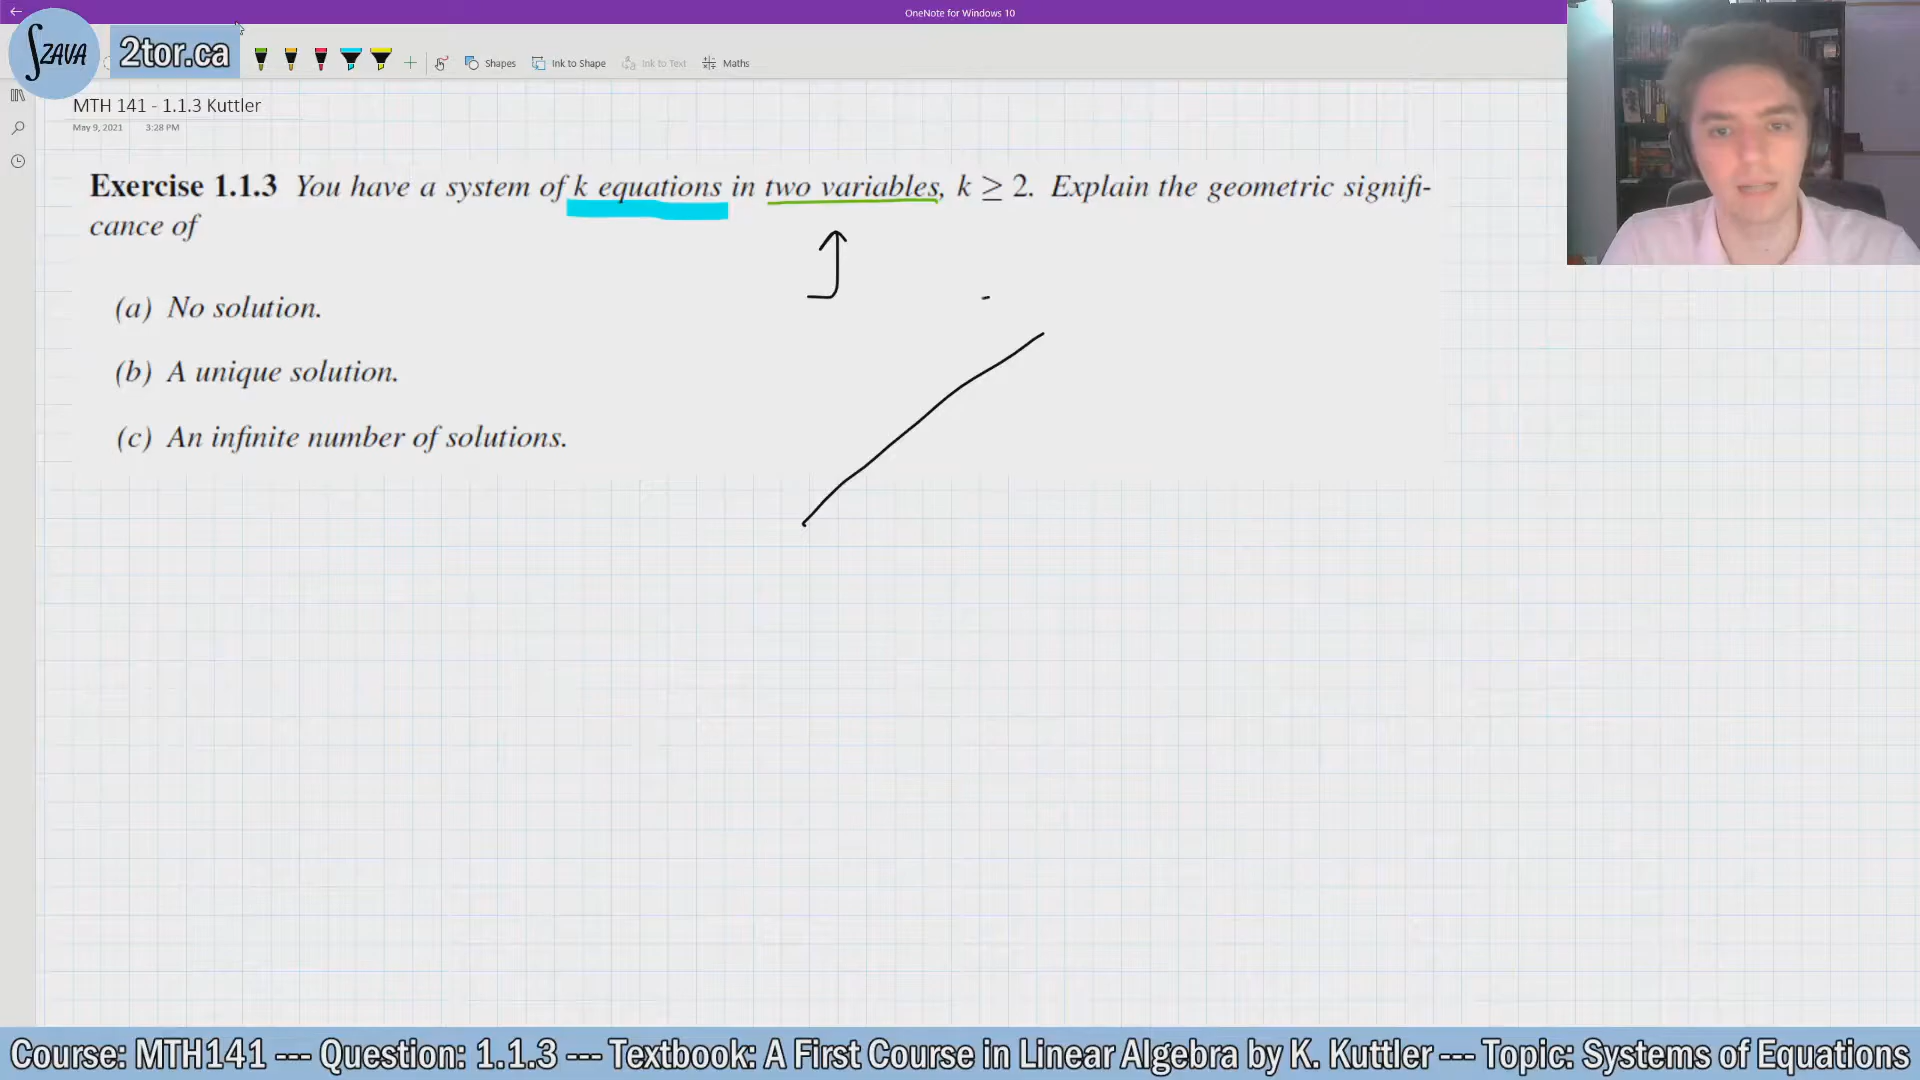 OneNote for Windows 10
∫ZAVA
2tor.ca
Shapes
Ink to Shape
Ink to Text
Maths
MTH 141 - 1.1.3 Kuttler
May 9, 2021 3:28 PM
Exercise 1.1.3 You have a system of k equations in two variables, k ≥ 2. Explain the geometric signifi-
cance of
(a) No solution.
(b) A unique solution.
(c) An infinite number of solutions.
Course: MTH141 --- Question: 1.1.3 --- Textbook: A First Course in Linear Algebra by K. Kuttler --- Topic: Systems of Equations